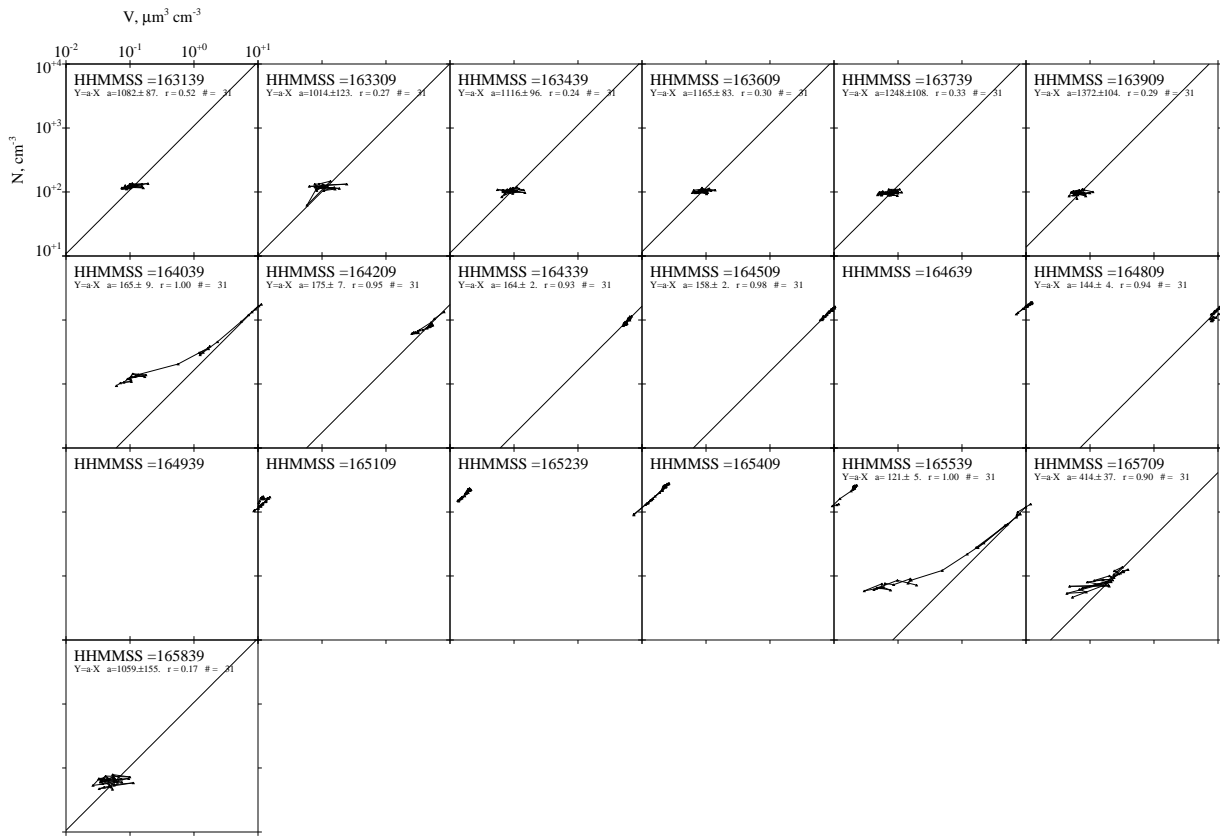 V, μm³ cm⁻³
10⁻² 10⁻¹ 10⁺⁰ 10⁺¹
N, cm⁻³
10⁺⁴
10⁺³
10⁺²
10⁺¹
HHMMSS =163139
Y=a·X a=1082.± 87. r = 0.52 # = 31
HHMMSS =163309
Y=a·X a=1014.±123. r = 0.27 # = 31
HHMMSS =163439
Y=a·X a=1116.± 96. r = 0.24 # = 31
HHMMSS =163609
Y=a·X a=1165.± 83. r = 0.30 # = 31
HHMMSS =163739
Y=a·X a=1248.±108. r = 0.33 # = 31
HHMMSS =163909
Y=a·X a=1372.±104. r = 0.29 # = 31
HHMMSS =164039
Y=a·X a= 165.± 9. r = 1.00 # = 31
HHMMSS =164209
Y=a·X a= 175.± 7. r = 0.95 # = 31
HHMMSS =164339
Y=a·X a= 164.± 2. r = 0.93 # = 31
HHMMSS =164509
Y=a·X a= 158.± 2. r = 0.98 # = 31
HHMMSS =164639
HHMMSS =164809
Y=a·X a= 144.± 4. r = 0.94 # = 31
HHMMSS =164939
HHMMSS =165109
HHMMSS =165239
HHMMSS =165409
HHMMSS =165539
Y=a·X a= 121.± 5. r = 1.00 # = 31
HHMMSS =165709
Y=a·X a= 414.± 37. r = 0.90 # = 31
HHMMSS =165839
Y=a·X a=1059.±155. r = 0.17 # = 31